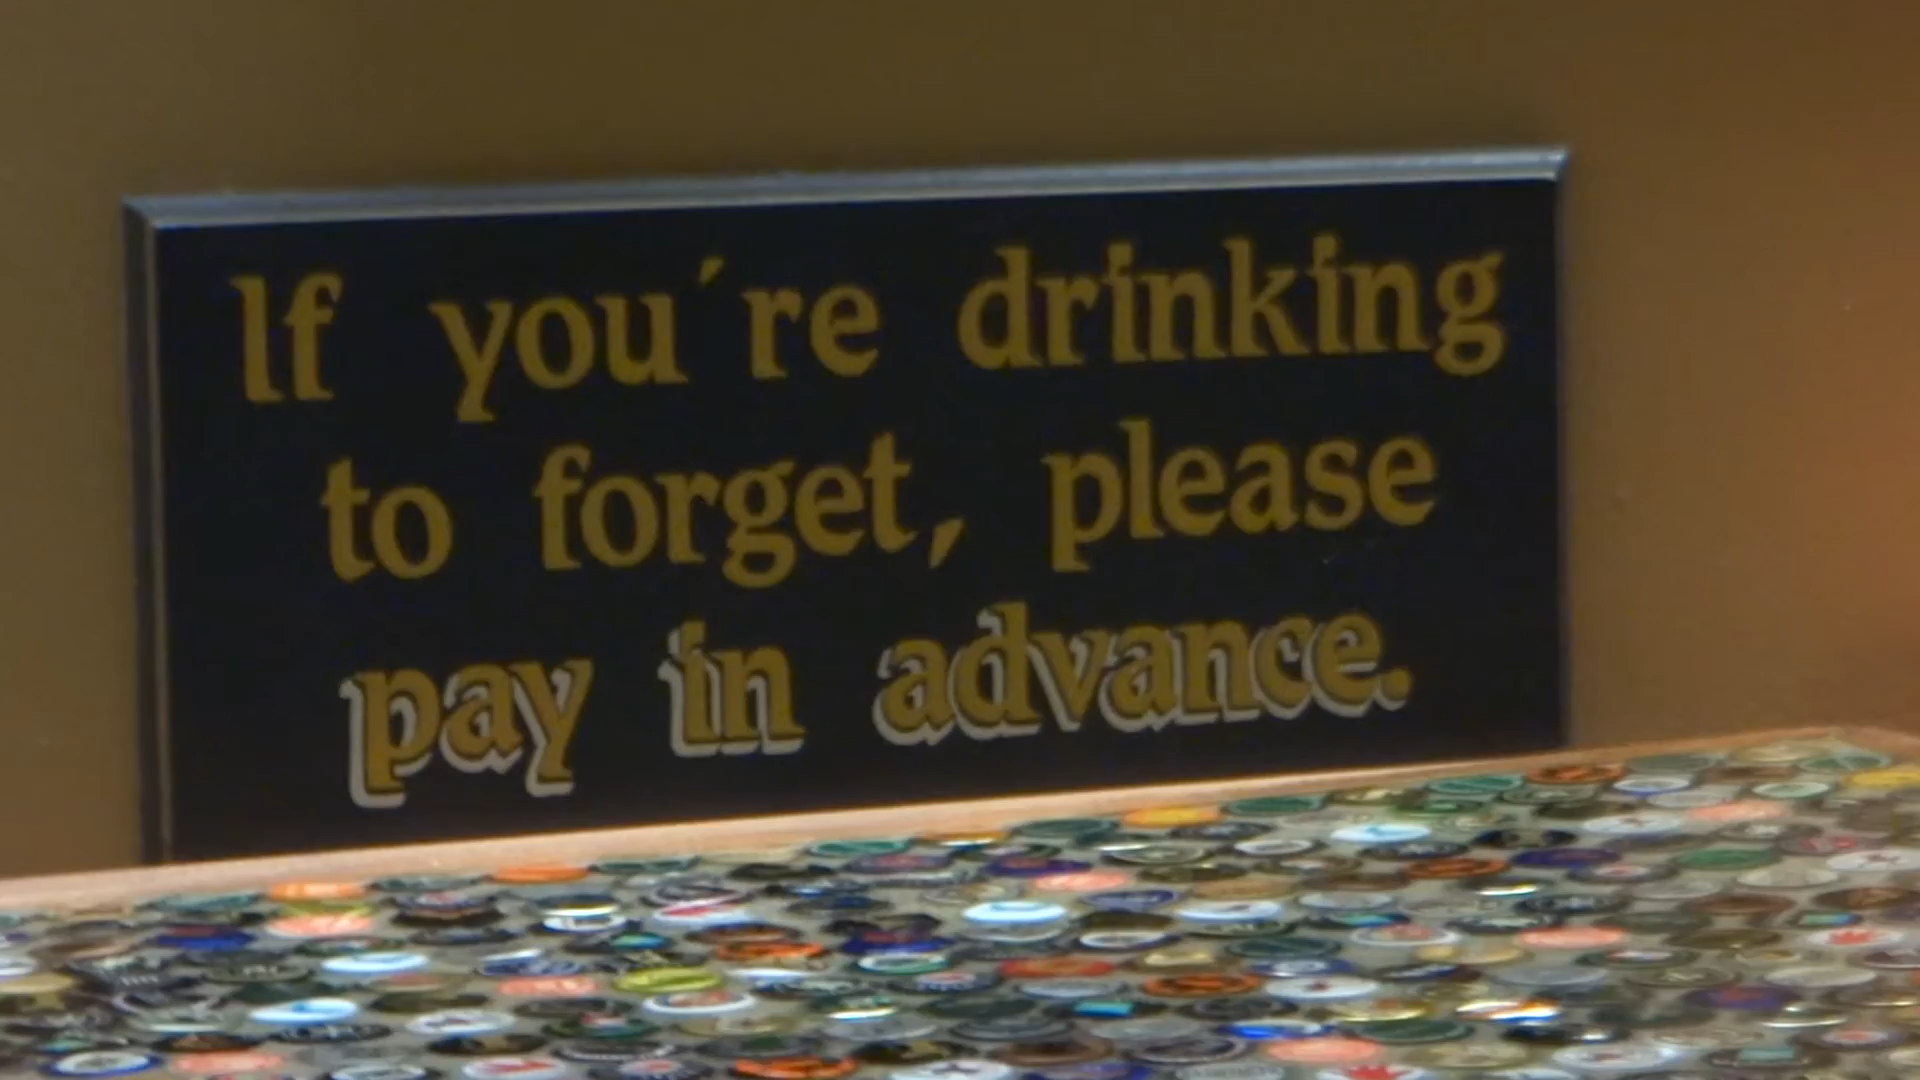 If you're drinking
to forget, please
pay in advance.